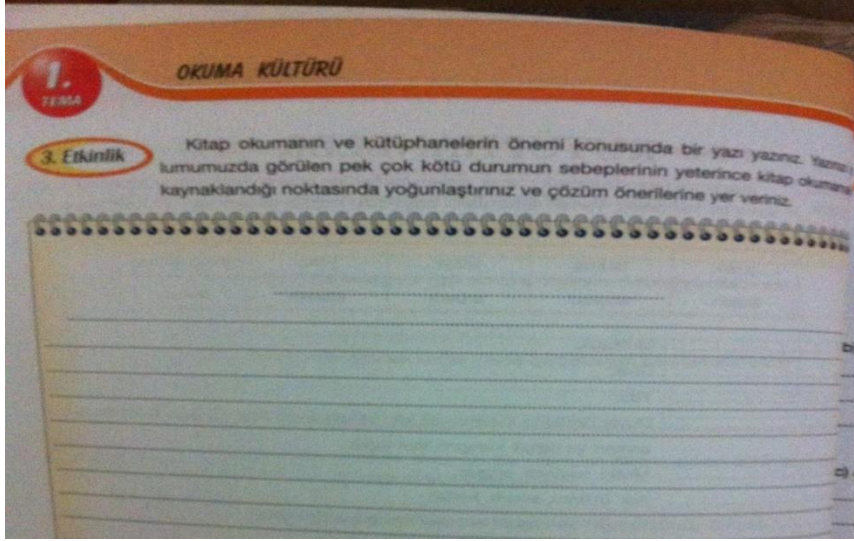 1.
TEMA
OKUMA KÜLTÜRÜ
3. Etkinlik
Kitap okumanın ve kütüphanelerin önemi konusunda bir yazı yazınız.
lumumuzda görülen pek çok kötü durumun sebeplerinin yeterince kitap okuma
kaynaklandığı noktasında yoğunlaştırınız ve çözüm önerilerine yer veriniz.